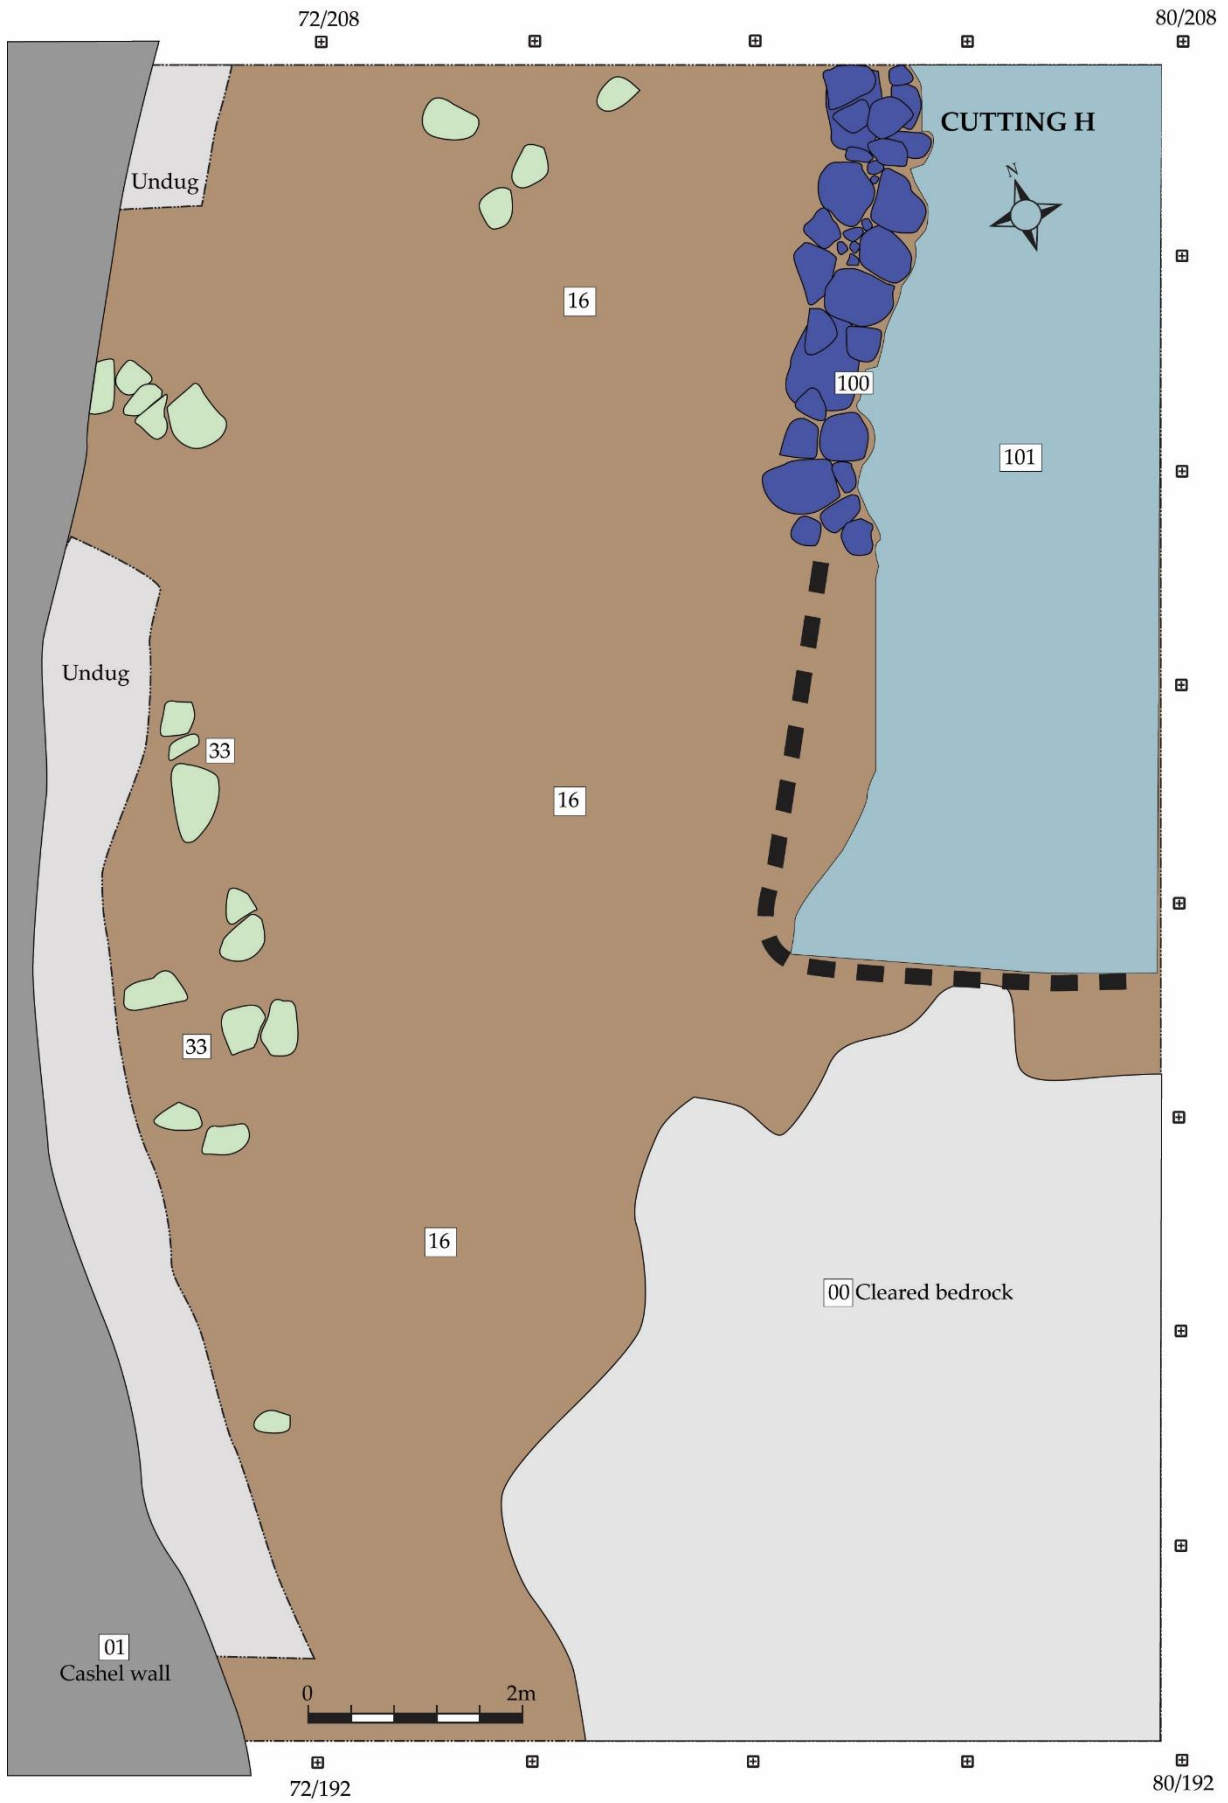 72/208
80/208
CUTTING H
N
Undug
16
100
101
Undug
33
16
33
16
00 Cleared bedrock
01
Cashel wall
0 2m
72/192
80/192